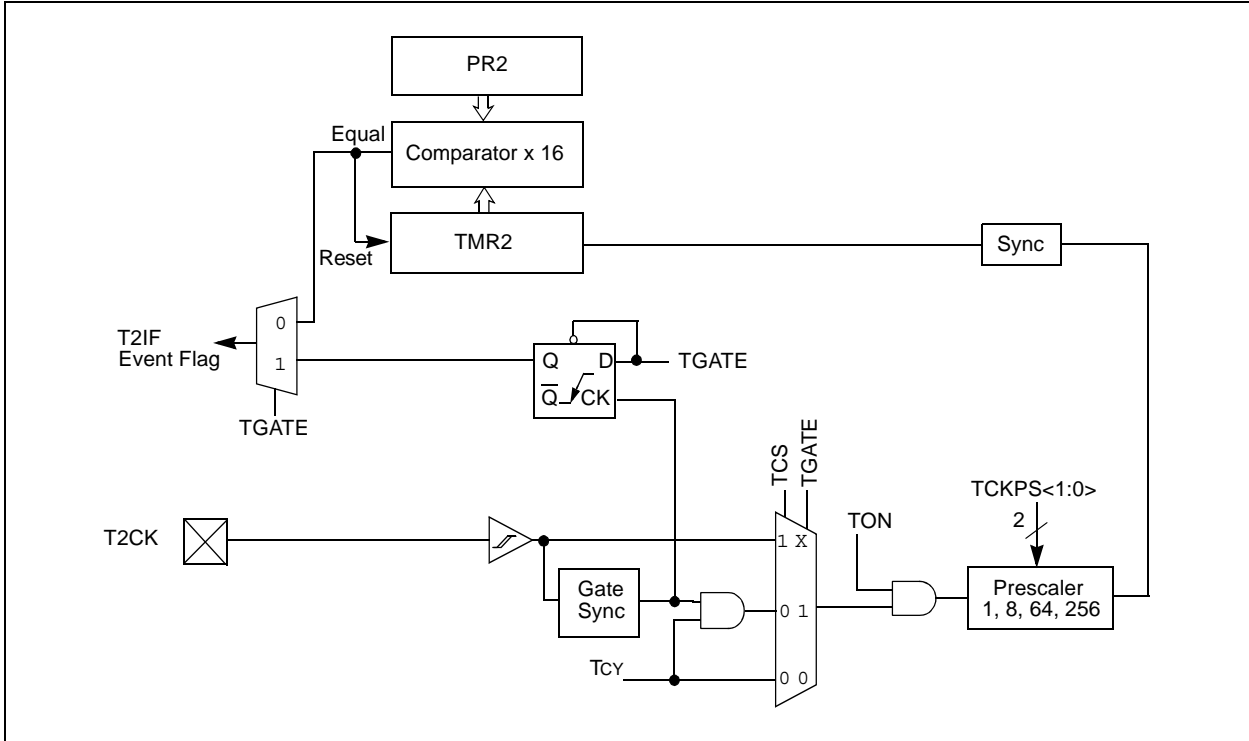 PR2
Equal
Comparator x 16
Reset
TMR2
Sync
0
1
T2IF
Event Flag
TGATE
Q
D
Q̅
CK
TGATE
TCS
TGATE
TCKPS<1:0>
2
TON
T2CK
1 X
Gate
Sync
0 1
Prescaler
1, 8, 64, 256
TCY
0 0